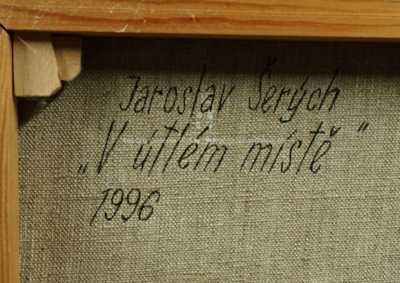 Jaroslav Šerých
„V útlém místě"
1996